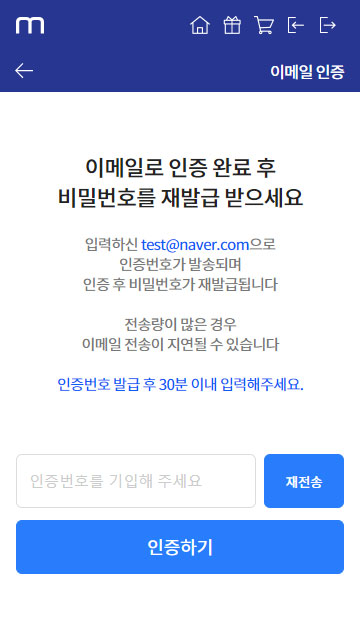 m
이메일 인증
이메일로 인증 완료 후
비밀번호를 재발급 받으세요
입력하신 test@naver.com으로
인증번호가 발송되며
인증 후 비밀번호가 재발급됩니다
전송량이 많은 경우
이메일 전송이 지연될 수 있습니다
인증번호 발급 후 30분 이내 입력해주세요.
인증번호를 기입해 주세요
재전송
인증하기